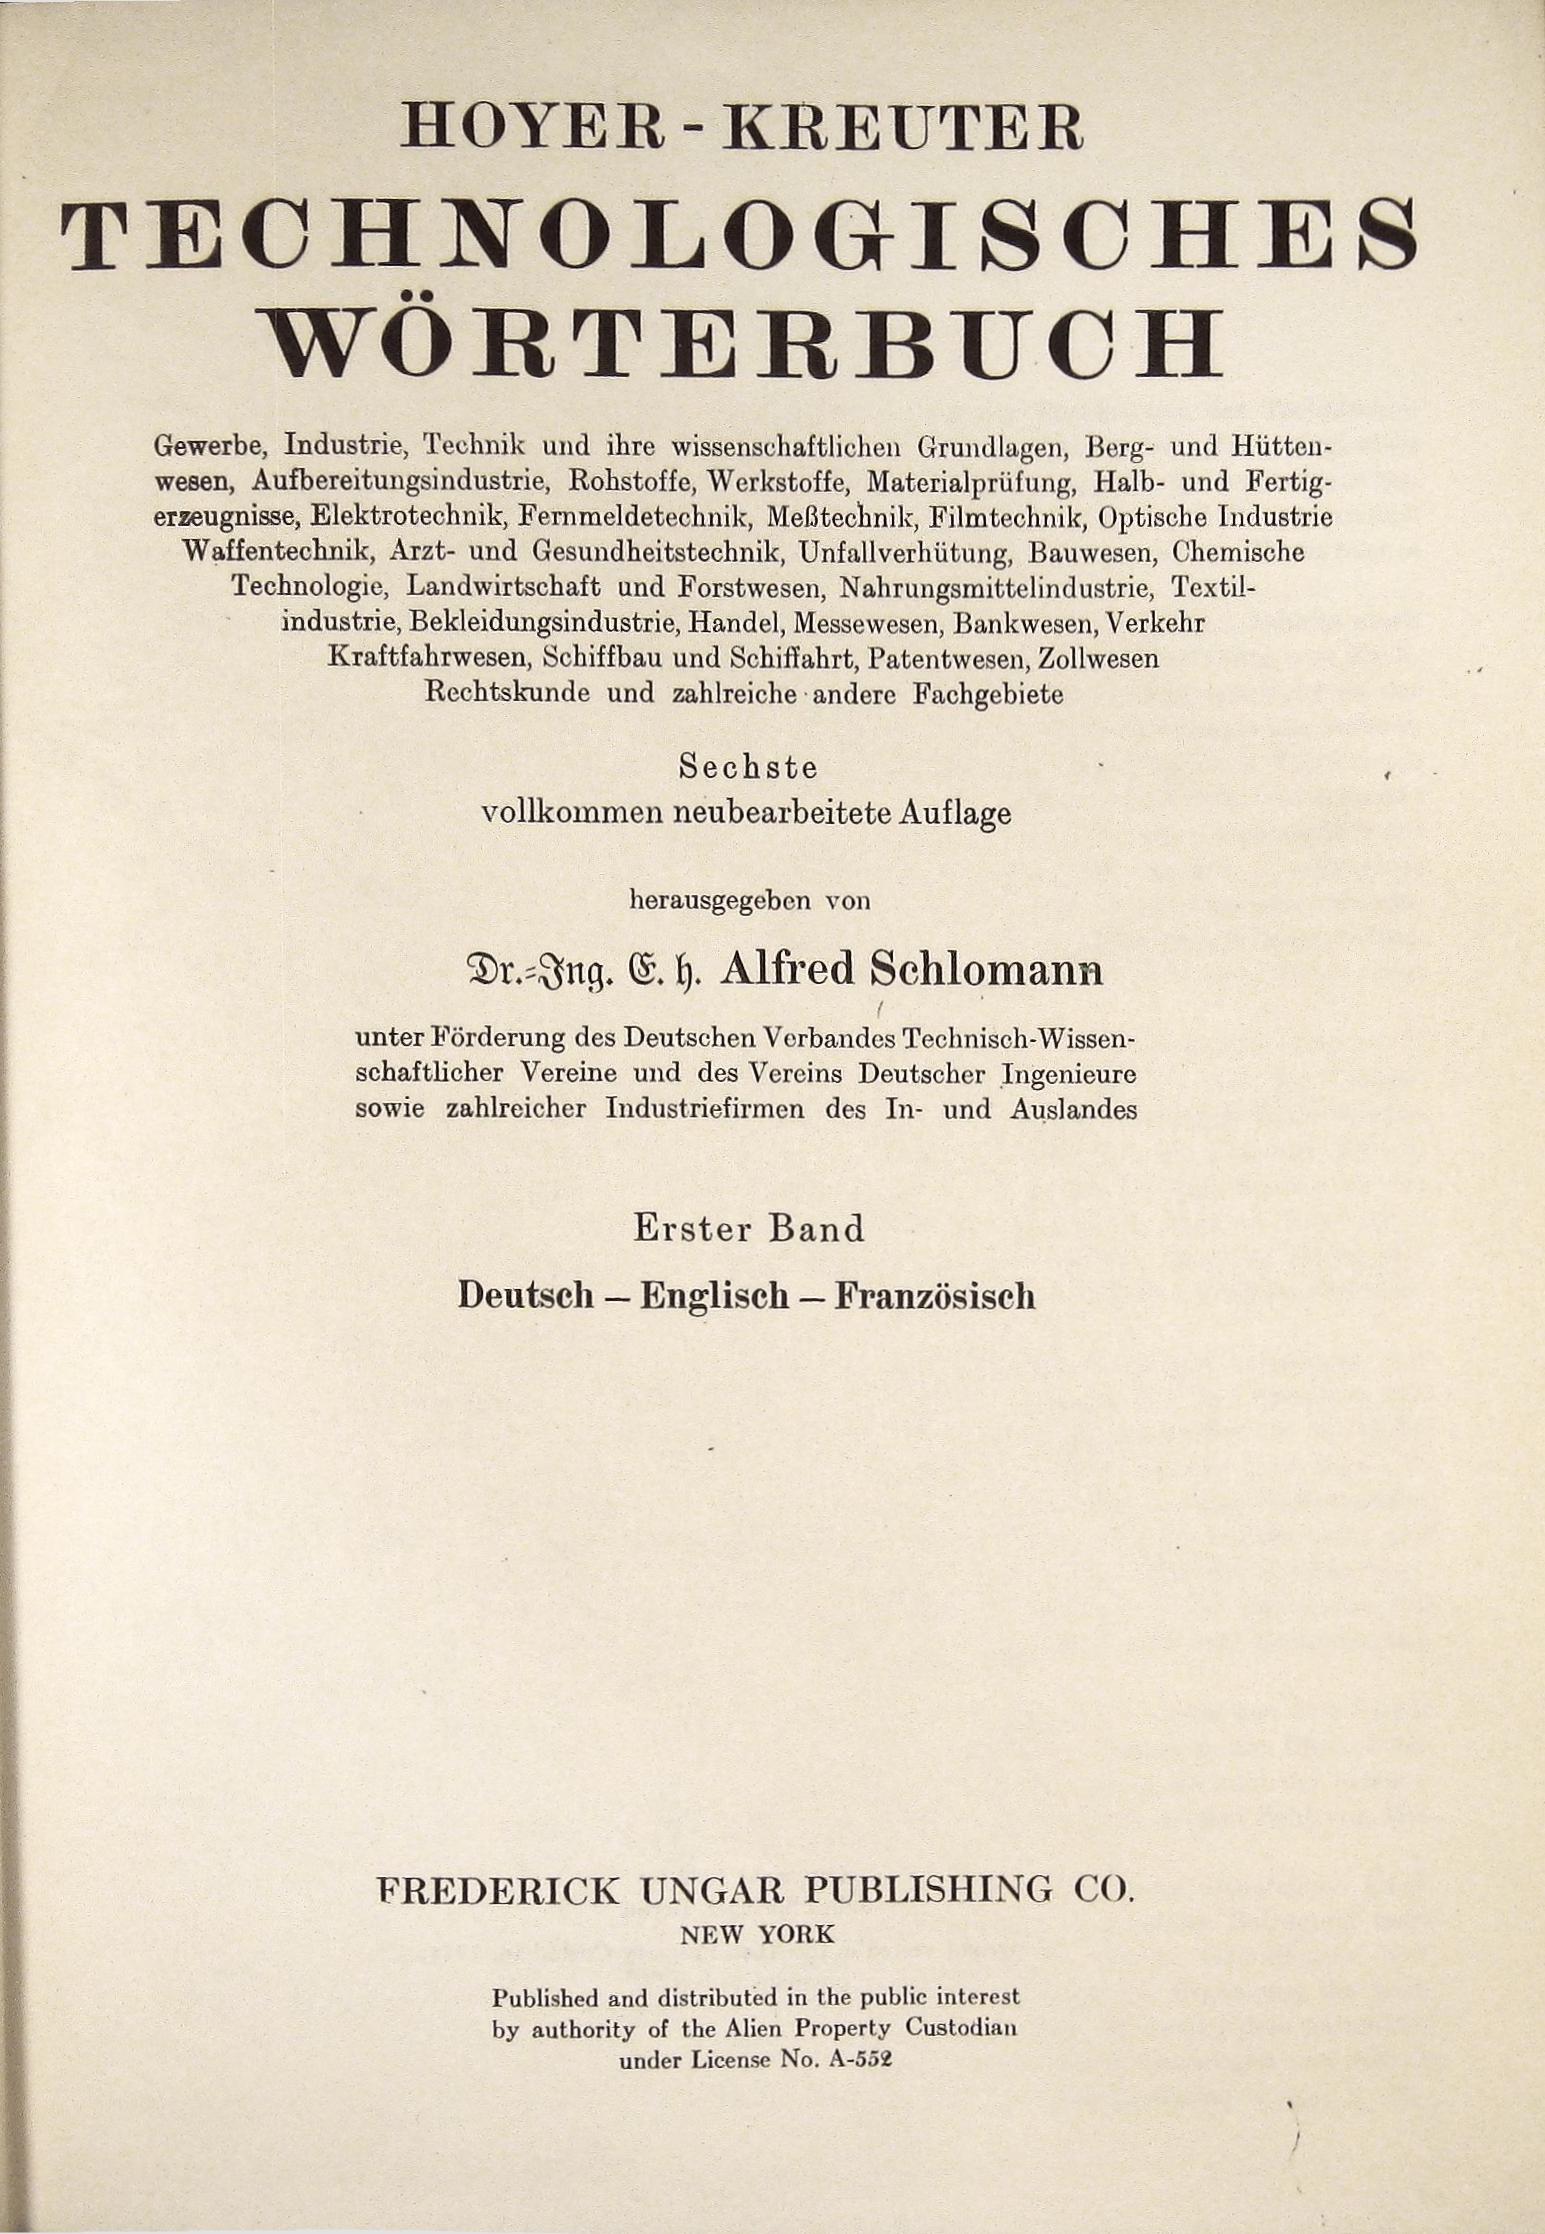 HOYER - KREUTER
TECHNOLOGISCHES
WÖRTERBUCH
Gewerbe, Industrie, Technik und ihre wissenschaftlichen Grundlagen, Berg- und Hütten-
wesen, Aufbereitungsindustrie, Rohstoffe, Werkstoffe, Materialprüfung, Halb- und Fertig-
erzeugnisse, Elektrotechnik, Fernmeldetechnik, Meßtechnik, Filmtechnik, Optische Industrie
Waffentechnik, Arzt- und Gesundheitstechnik, Unfallverhütung, Bauwesen, Chemische
Technologie, Landwirtschaft und Forstwesen, Nahrungsmittelindustrie, Textil-
industrie, Bekleidungsindustrie, Handel, Messewesen, Bankwesen, Verkehr
Kraftfahrwesen, Schiffbau und Schiffahrt, Patentwesen, Zollwesen
Rechtskunde und zahlreiche andere Fachgebiete
Sechste
vollkommen neubearbeitete Auflage
herausgegeben von
Dr.-Ing. E. h. Alfred Schlomann
unter Förderung des Deutschen Verbandes Technisch-Wissen-
schaftlicher Vereine und des Vereins Deutscher Ingenieure
sowie zahlreicher Industriefirmen des In- und Auslandes
Erster Band
Deutsch — Englisch — Französisch
FREDERICK UNGAR PUBLISHING CO.
NEW YORK
Published and distributed in the public interest
by authority of the Alien Property Custodian
under License No. A-552